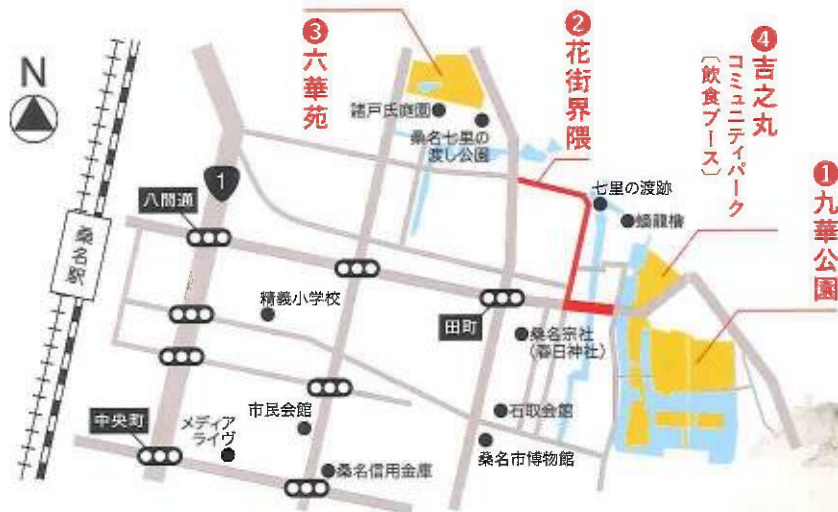 ③六華苑
②花街界隈
④吉之丸
コミュニティパーク
〔飲食ブース〕
①九華公園
N
諸戸氏庭園
桑名七里の
渡し公園
七里の渡跡
蟠龍櫓
1
八間通
桑名駅
精義小学校
田町
桑名宗社
（春日神社）
石取会館
市民会館
メディア
ライヴ
中央町
桑名市博物館
桑名信用金庫